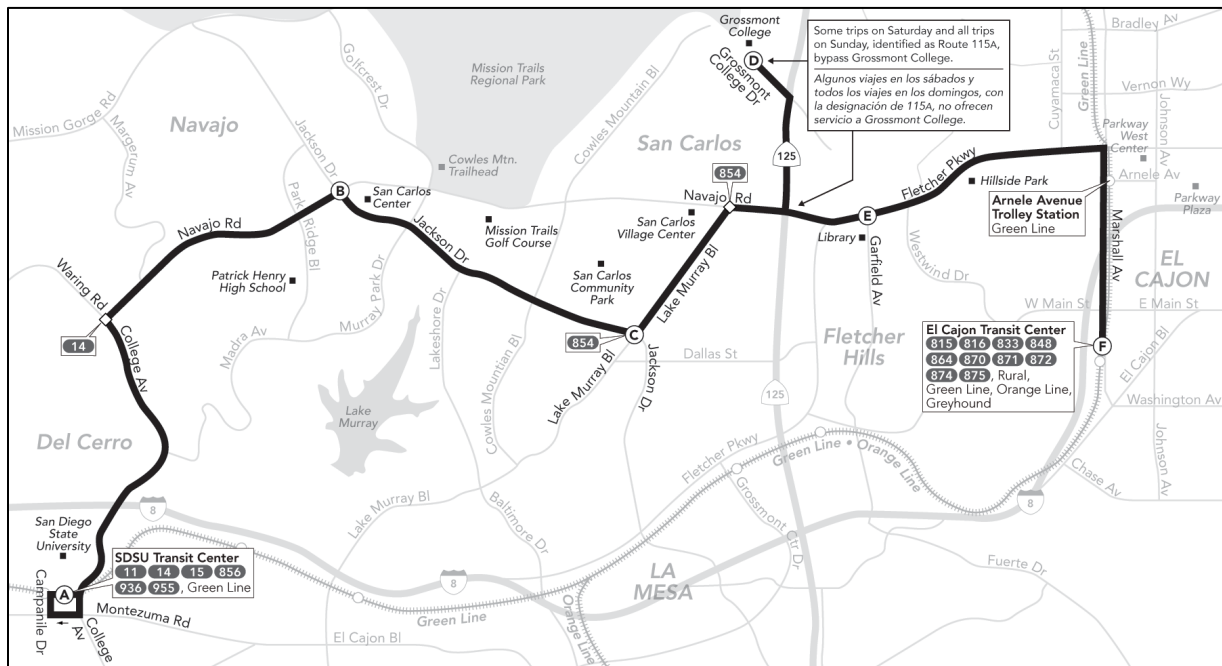 Grossmont
College
D
Grossmont
College Dr
Some trips on Saturday and all trips
on Sunday, identified as Route 115A,
bypass Grossmont College.
Algunos viajes en los sábados y
todos los viajes en los domingos, con
la designación de 115A, no ofrecen
servicio a Grossmont College.
Bradley Av
Green Line
Cuyamaca St
Vernon Wy
Johnson Av
Parkway
West
Center
Arnele Av
Parkway
Plaza
Mission Trails
Regional Park
Golfcrest Dr
Cowles Mountain Bl
Mission Gorge Rd
Margerum Av
Navajo
Jackson Dr
Cowles Mtn.
Trailhead
San Carlos
125
854
Navajo Rd
Fletcher Pkwy
Hillside Park
Arnele Avenue
Trolley Station
Green Line
Marshall Av
EL
CAJON
B
San Carlos
Center
Park Ridge Bl
Navajo Rd
Jackson Dr
Mission Trails
Golf Course
San Carlos
Village Center
E
Library
Garfield Av
Westwind Dr
Waring Rd
Patrick Henry
High School
Murray Park Dr
Lakeshore Dr
San Carlos
Community
Park
Lake Murray Bl
W Main St
E Main St
14
College Av
Madra Av
854
C
Lake Murray Bl
Jackson Dr
Dallas St
Cowles Mountian Bl
Fletcher
Hills
El Cajon Transit Center
815 816 833 848
864 870 871 872
874 875, Rural,
Green Line, Orange Line,
Greyhound
F
El Cajon Bl
Washington Av
Johnson Av
125
Lake
Murray
Del Cerro
Fletcher Pkwy
Green Line • Orange Line
Chase Av
8
8
Lake Murray Bl
Baltimore Dr
Grossmont Ctr Dr
San Diego
State
University
SDSU Transit Center
11 14 15 856
936 955, Green Line
A
8
LA
MESA
Fuerte Dr
Campanile Dr
Montezuma Rd
College
Av
Green Line
Orange Line
El Cajon Bl